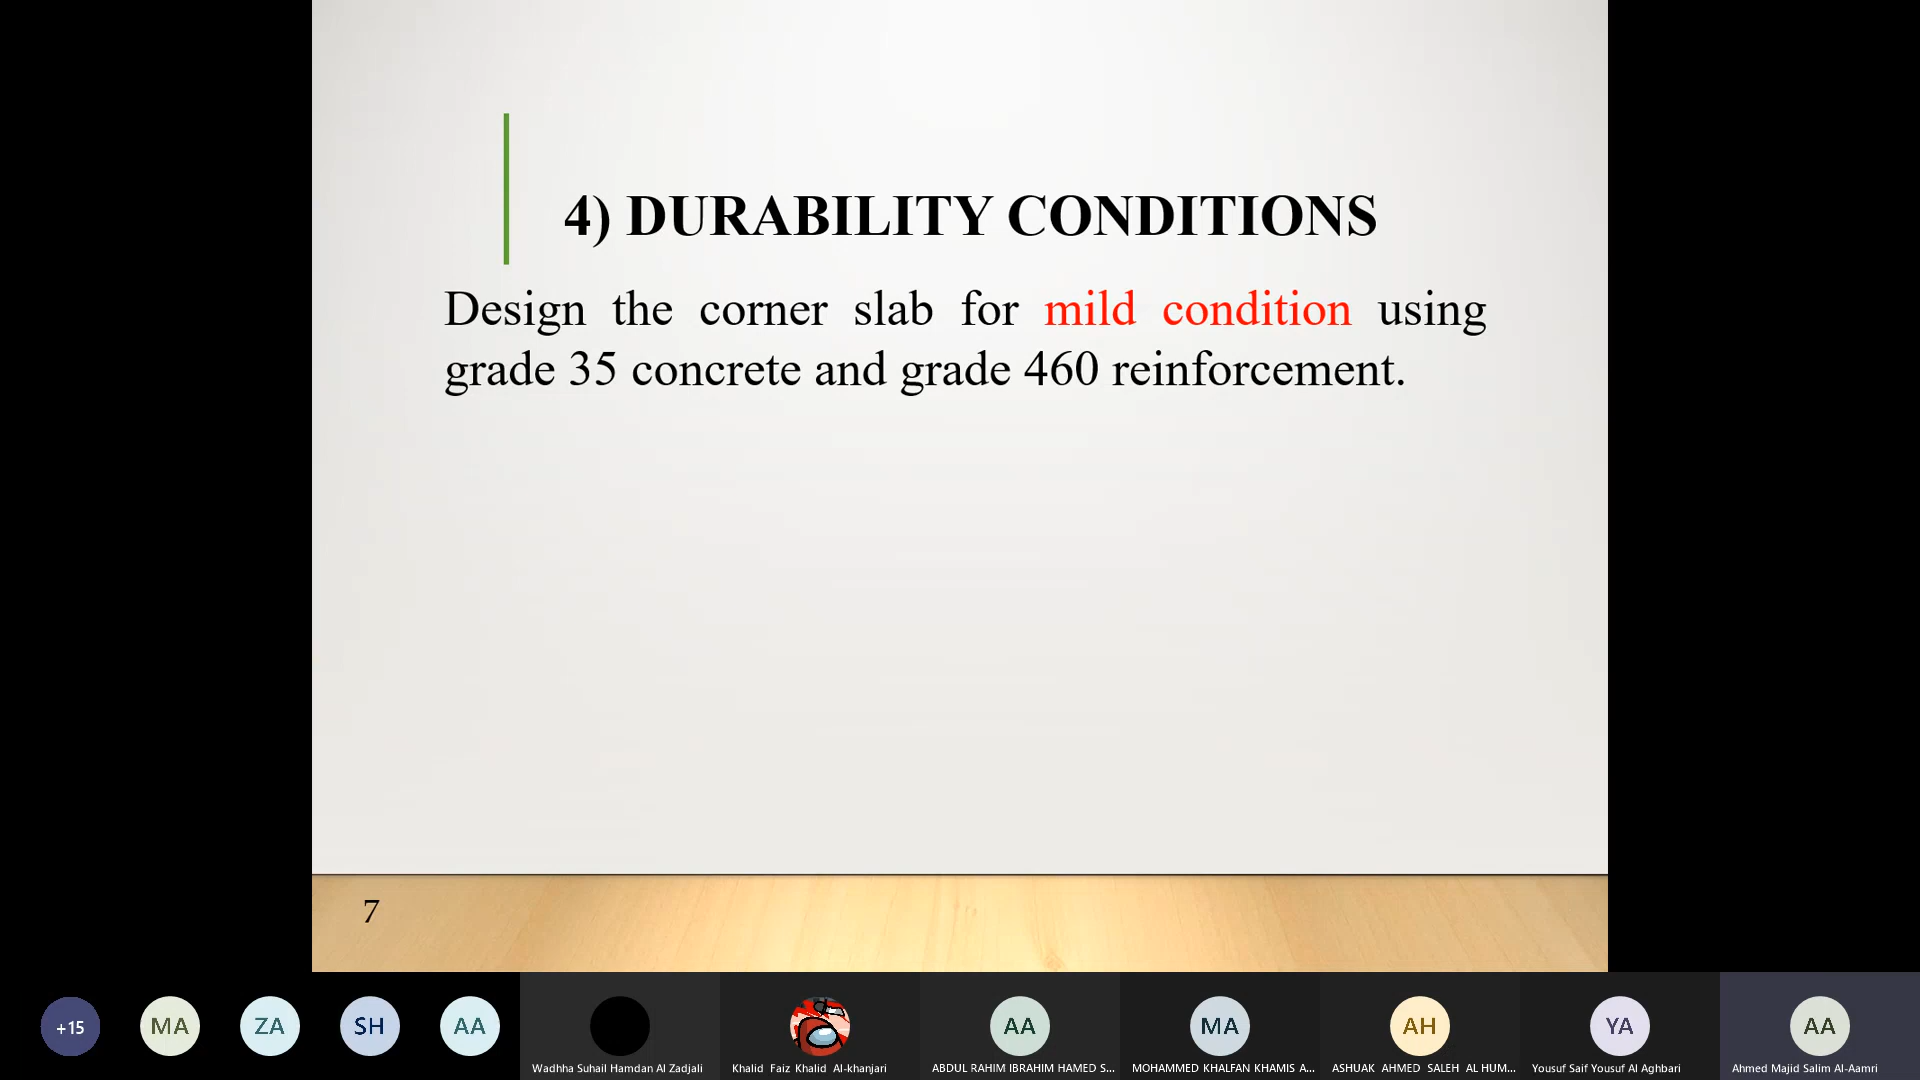 4) DURABILITY CONDITIONS
Design the corner slab for mild condition using
grade 35 concrete and grade 460 reinforcement.
7
+15
MA
ZA
SH
AA
AA
MA
AH
YA
AA
Wadhha Suhail Hamdan Al Zadjali
Khalid Faiz Khalid Al-khanjari
ABDUL RAHIM IBRAHIM HAMED S...
MOHAMMED KHALFAN KHAMIS A...
ASHUAK AHMED SALEH AL HUM...
Yousuf Saif Yousuf Al Aghbari
Ahmed Majid Salim Al-Aamri